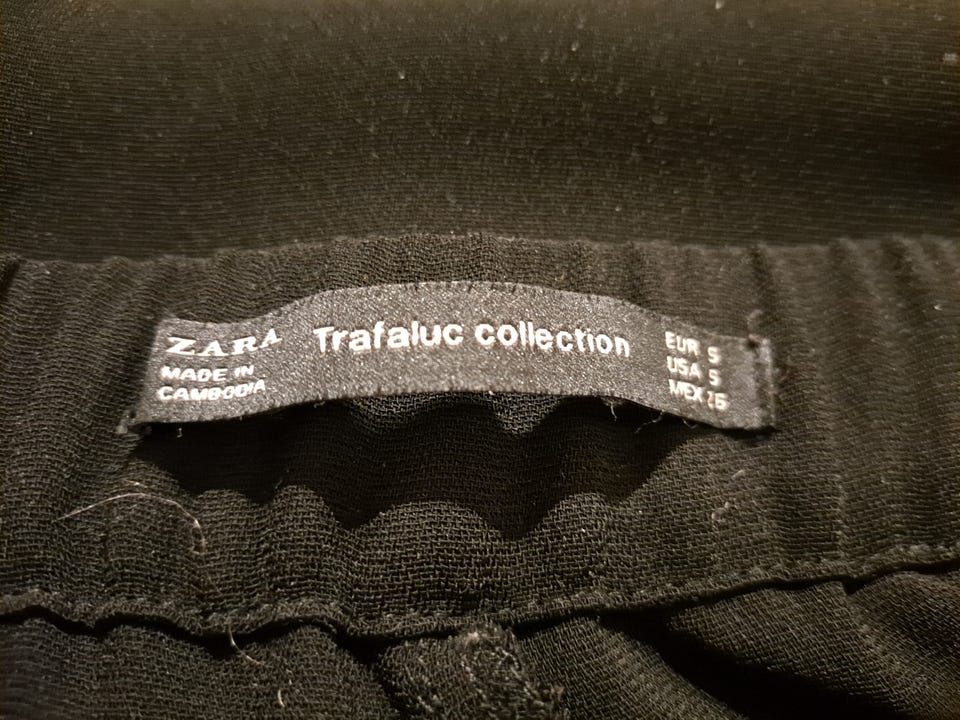 ZARA
MADE IN
CAMBODIA
Trafaluc collection
EUR S
USA S
MEX 26